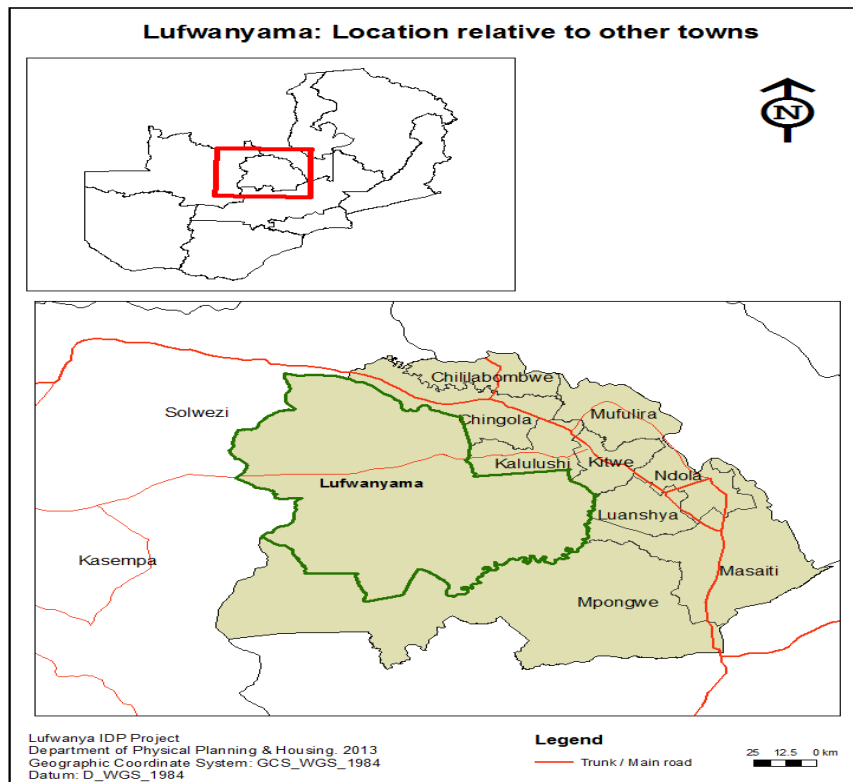 Lufwanyama: Location relative to other towns
N
Chililabombwe
Solwezi
Mufulira
Chingola
Kalulushi
Kitwe
Ndola
Lufwanyama
Luanshya
Kasempa
Masaiti
Mpongwe
Lufwanya IDP Project
Department of Physical Planning & Housing. 2013
Geographic Coordinate System: GCS_WGS_1984
Datum: D_WGS_1984
Legend
Trunk / Main road
25 12.5 0 km